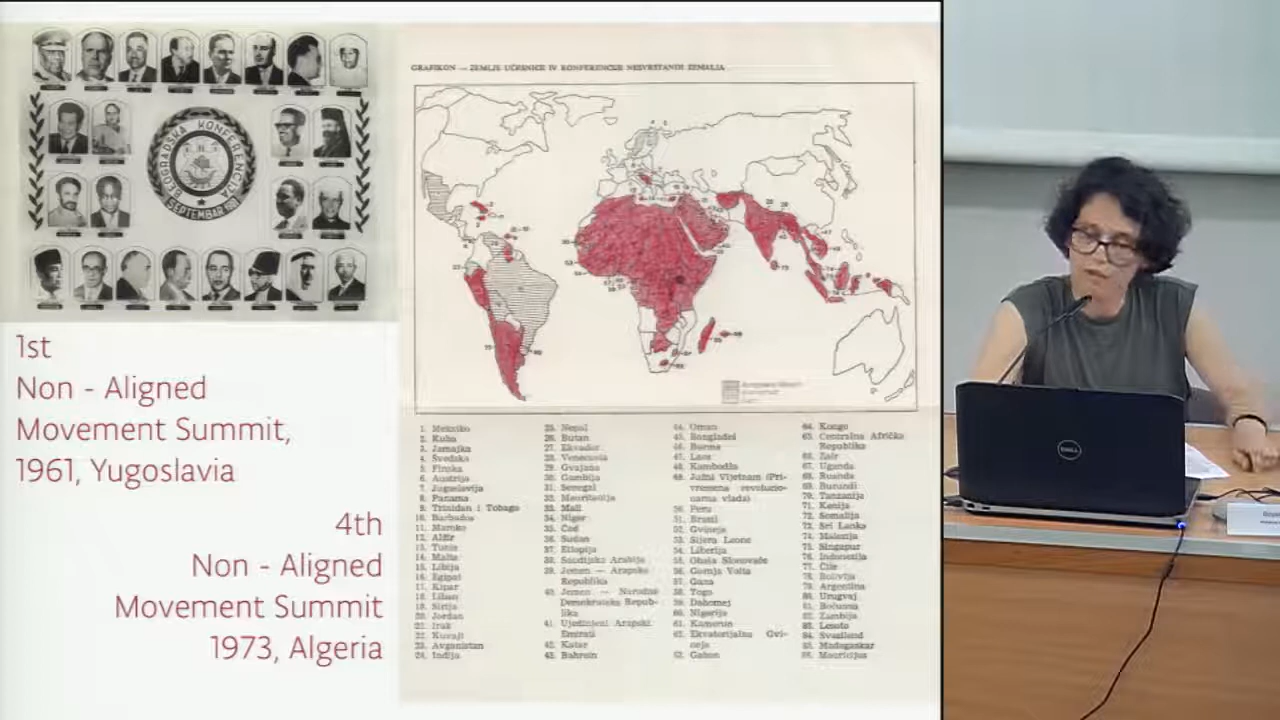 BEOGRADSKA KONFERENCIJA
SEPTEMBAR 1961
1st
Non - Aligned
Movement Summit,
1961, Yugoslavia
4th
Non - Aligned
Movement Summit
1973, Algeria
GRAFIKON — ZEMLJE UČESNICE IV KONFERENCIJE NESVRSTANIH ZEMALJA
1. Meksiko
2. Kuba
3. Jamajka
4. Švedska
5. Finska
6. Austrija
7. Jugoslavija
8. Panama
9. Trinidad i Tobago
10. Barbados
11. Maroko
12. Alžir
13. Tunis
14. Malta
15. Libija
16. Egipat
17. Kipar
18. Liban
19. Sirija
20. Jordan
21. Irak
22. Kuvajt
23. Avganistan
24. Indija
25. Nepal
26. Butan
27. Ekvador
28. Venecuela
29. Gvajana
30. Gambija
31. Senegal
32. Mauritanija
33. Mali
34. Niger
35. Čad
36. Sudan
37. Etiopija
38. Saudijska Arabija
39. Jemen — Arapska
Republika
40. Jemen — Narodna
Demokratska Repub-
lika
41. Ujedinjeni Arapski
Emirati
42. Katar
43. Bahrein
44. Oman
45. Bangladeš
46. Burma
47. Laos
48. Kambodža
49. Južni Vijetnam (Pri-
vremena revolucio-
narna vlada)
50. Peru
51. Brazil
52. Gvineja
53. Sijera Leone
54. Liberija
55. Obala Slonovače
56. Gornja Volta
57. Gana
58. Togo
59. Dahomej
60. Nigerija
61. Kamerun
62. Ekvatorijalna Gvi-
neja
63. Gabon
64. Kongo
65. Centralna Afrička
Republika
66. Zair
67. Uganda
68. Ruanda
69. Burundi
70. Tanzanija
71. Kenija
72. Somalija
73. Šri Lanka
74. Malezija
75. Singapur
76. Indonezija
77. Čile
78. Bolivija
79. Argentina
80. Urugvaj
81. Bocvana
82. Zambija
83. Lesoto
84. Svazilend
85. Madagaskar
86. Mauricijus
DELL